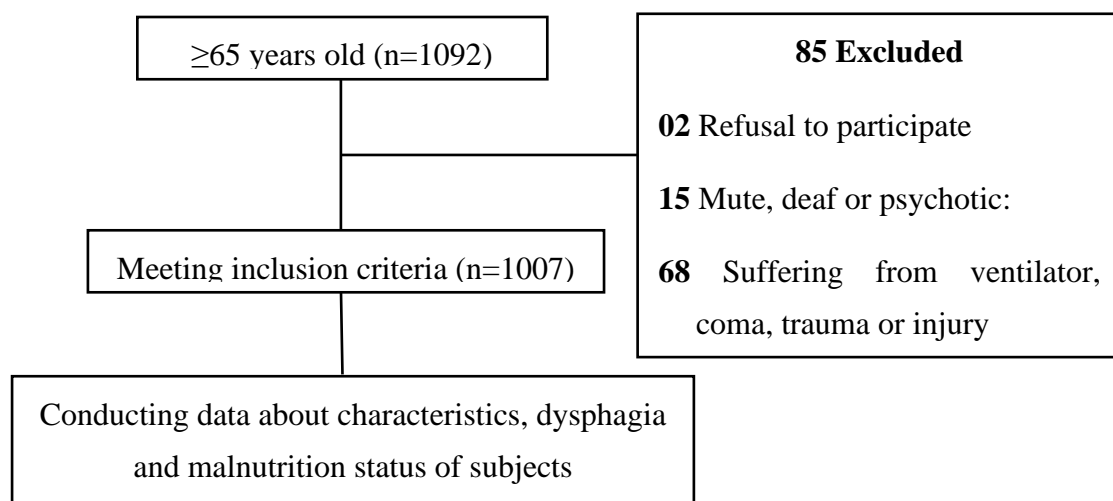 ≥65 years old (n=1092)
85 Excluded
02 Refusal to participate
15 Mute, deaf or psychotic:
68 Suffering from ventilator,
coma, trauma or injury
Meeting inclusion criteria (n=1007)
Conducting data about characteristics, dysphagia
and malnutrition status of subjects